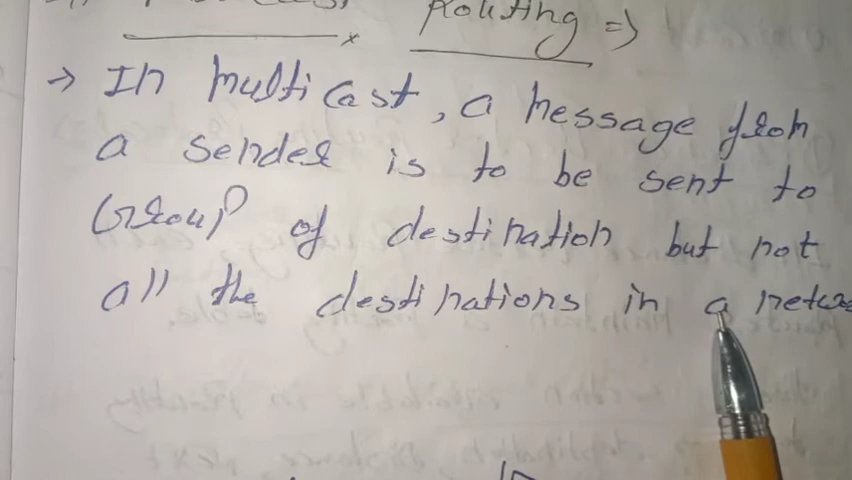 Routing ⇒
→ In multicast, a message from
a sender is to be sent to
Group of destination but not
all the destinations in a